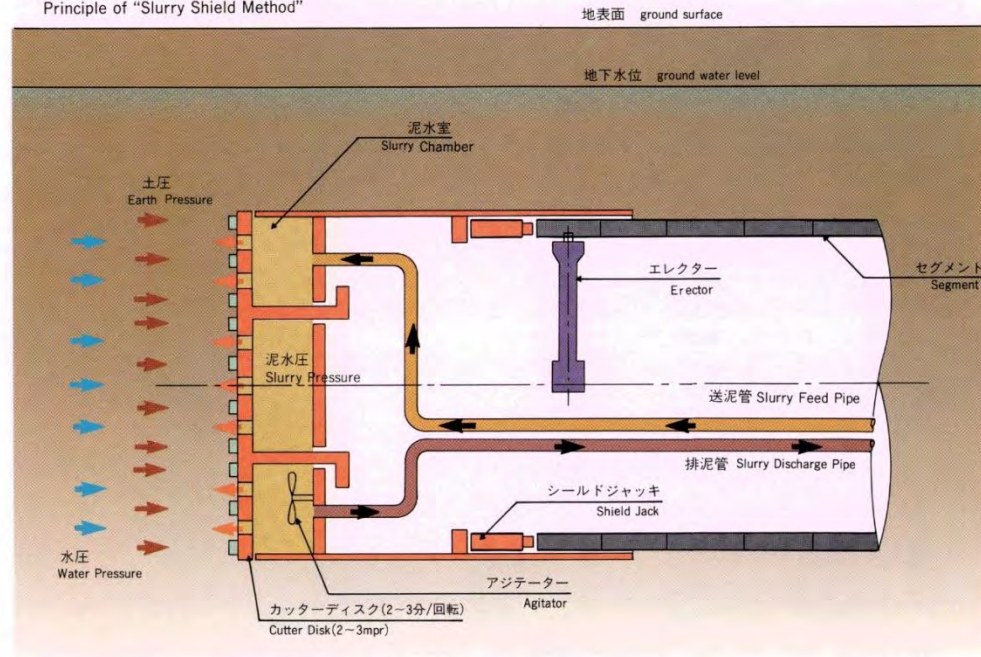 Principle of “Slurry Shield Method”
地表面 ground surface
地下水位 ground water level
泥水室
Slurry Chamber
土圧
Earth Pressure
エレクター
Erector
セグメント
Segment
泥水圧
Slurry Pressure
送泥管 Slurry Feed Pipe
排泥管 Slurry Discharge Pipe
シールドジャッキ
Shield Jack
水圧
Water Pressure
アジテーター
Agitator
カッターディスク(2～3分/回転)
Cutter Disk(2～3mpr)